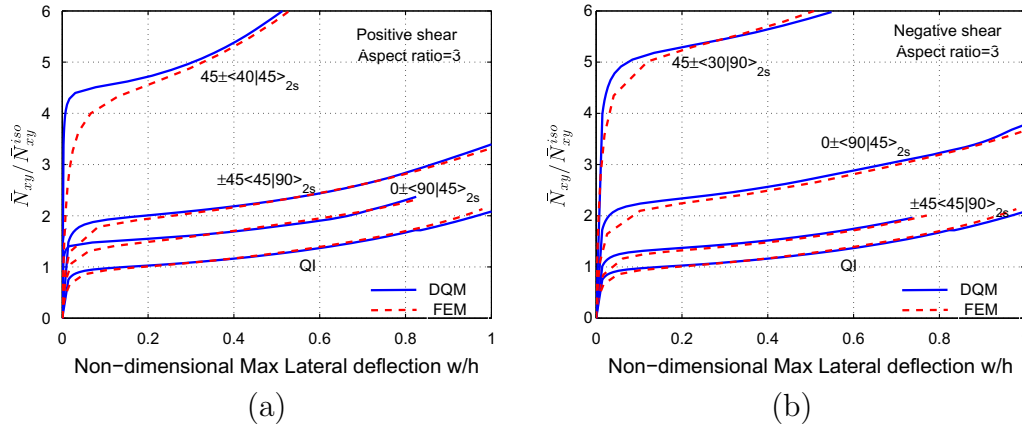 6
5
4
3
2
1
0
N̄xy/N̄xy^iso
Positive shear
Aspect ratio=3
45±<40|45>2s
±45<45|90>2s
0±<90|45>2s
QI
DQM
FEM
0 0.2 0.4 0.6 0.8 1
Non−dimensional Max Lateral deflection w/h
(a)
6
5
4
3
2
1
0
N̄xy/N̄xy^iso
Negative shear
Aspect ratio=3
45±<30|90>2s
0±<90|45>2s
±45<45|90>2s
QI
DQM
FEM
0 0.2 0.4 0.6 0.8
Non−dimensional Max Lateral deflection w/h
(b)